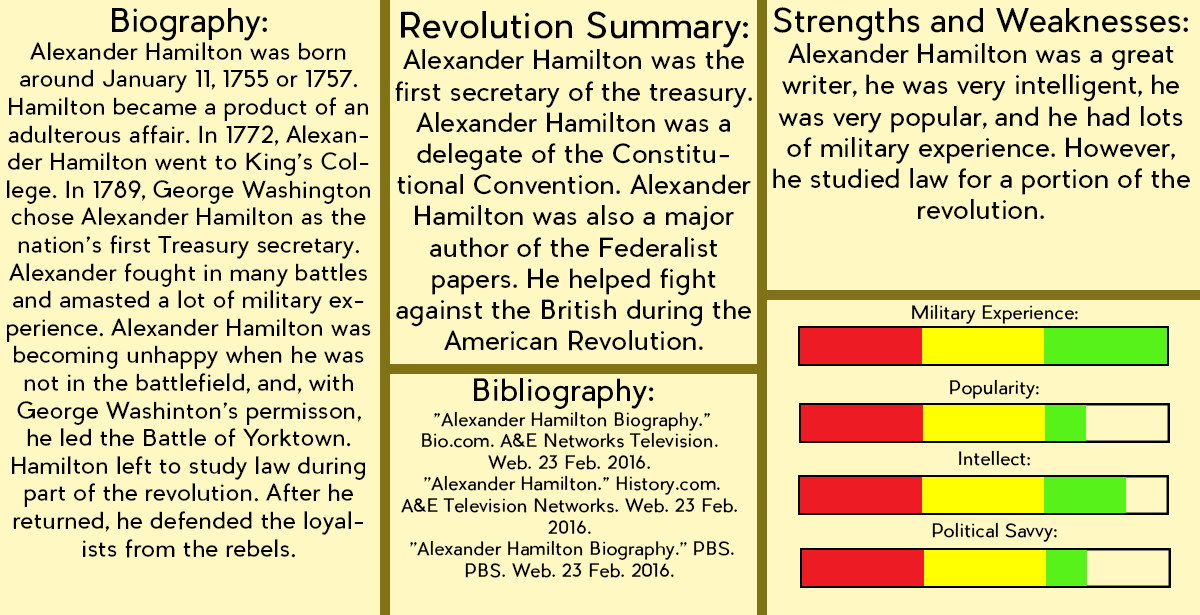 Biography:
Alexander Hamilton was born
around January 11, 1755 or 1757.
Hamilton became a product of an
adulterous affair. In 1772, Alexan-
der Hamilton went to King's Col-
lege. In 1789, George Washington
chose Alexander Hamilton as the
nation's first Treasury secretary.
Alexander fought in many battles
and amasted a lot of military ex-
perience. Alexander Hamilton was
becoming unhappy when he was
not in the battlefield, and, with
George Washinton's permisson,
he led the Battle of Yorktown.
Hamilton left to study law during
part of the revolution. After he
returned, he defended the loyal-
ists from the rebels.
Revolution Summary:
Alexander Hamilton was the
first secretary of the treasury.
Alexander Hamilton was a
delegate of the Constitu-
tional Convention. Alexander
Hamilton was also a major
author of the Federalist
papers. He helped fight
against the British during the
American Revolution.
Bibliography:
"Alexander Hamilton Biography."
Bio.com. A&E Networks Television.
Web. 23 Feb. 2016.
"Alexander Hamilton." History.com.
A&E Television Networks. Web. 23 Feb.
2016.
"Alexander Hamilton Biography." PBS.
PBS. Web. 23 Feb. 2016.
Strengths and Weaknesses:
Alexander Hamilton was a great
writer, he was very intelligent, he
was very popular, and he had lots
of military experience. However,
he studied law for a portion of the
revolution.
Military Experience:
Popularity:
Intellect:
Political Savvy: